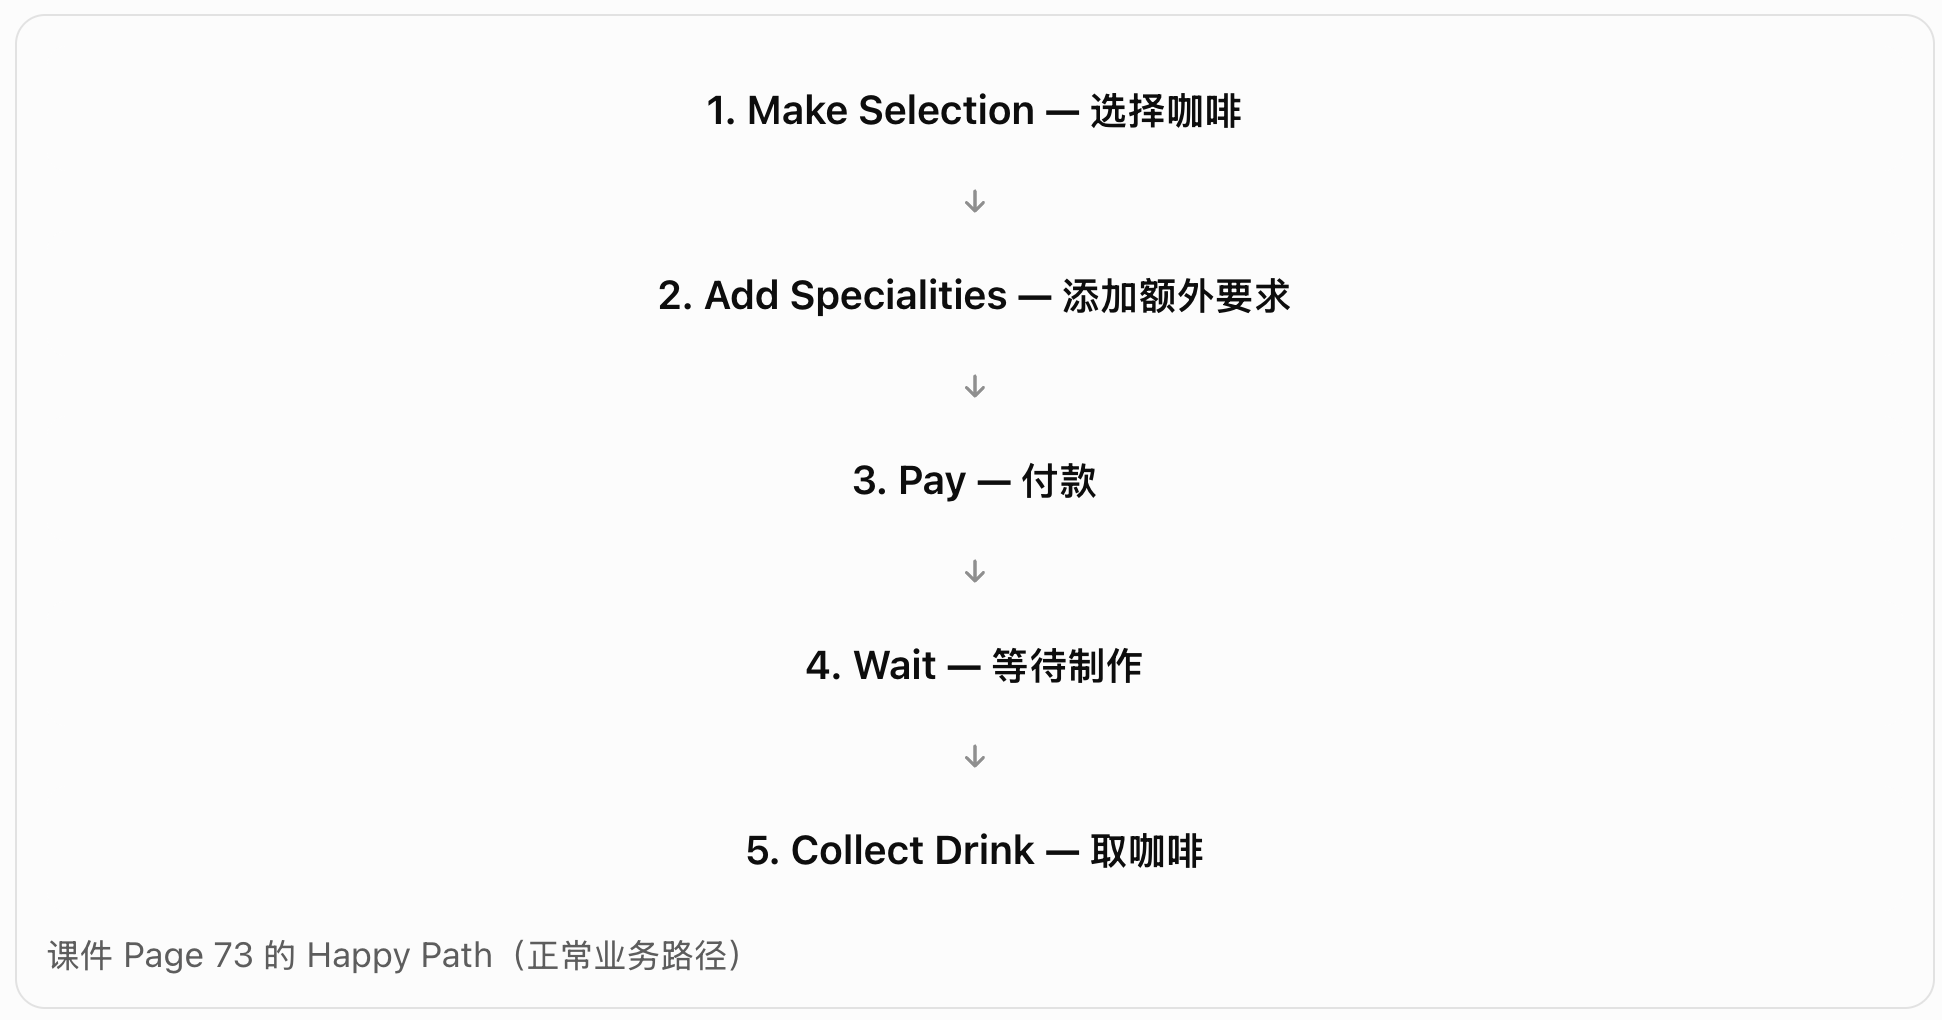 1. Make Selection — 选择咖啡
↓
2. Add Specialities — 添加额外要求
↓
3. Pay — 付款
↓
4. Wait — 等待制作
↓
5. Collect Drink — 取咖啡
课件 Page 73 的 Happy Path（正常业务路径）